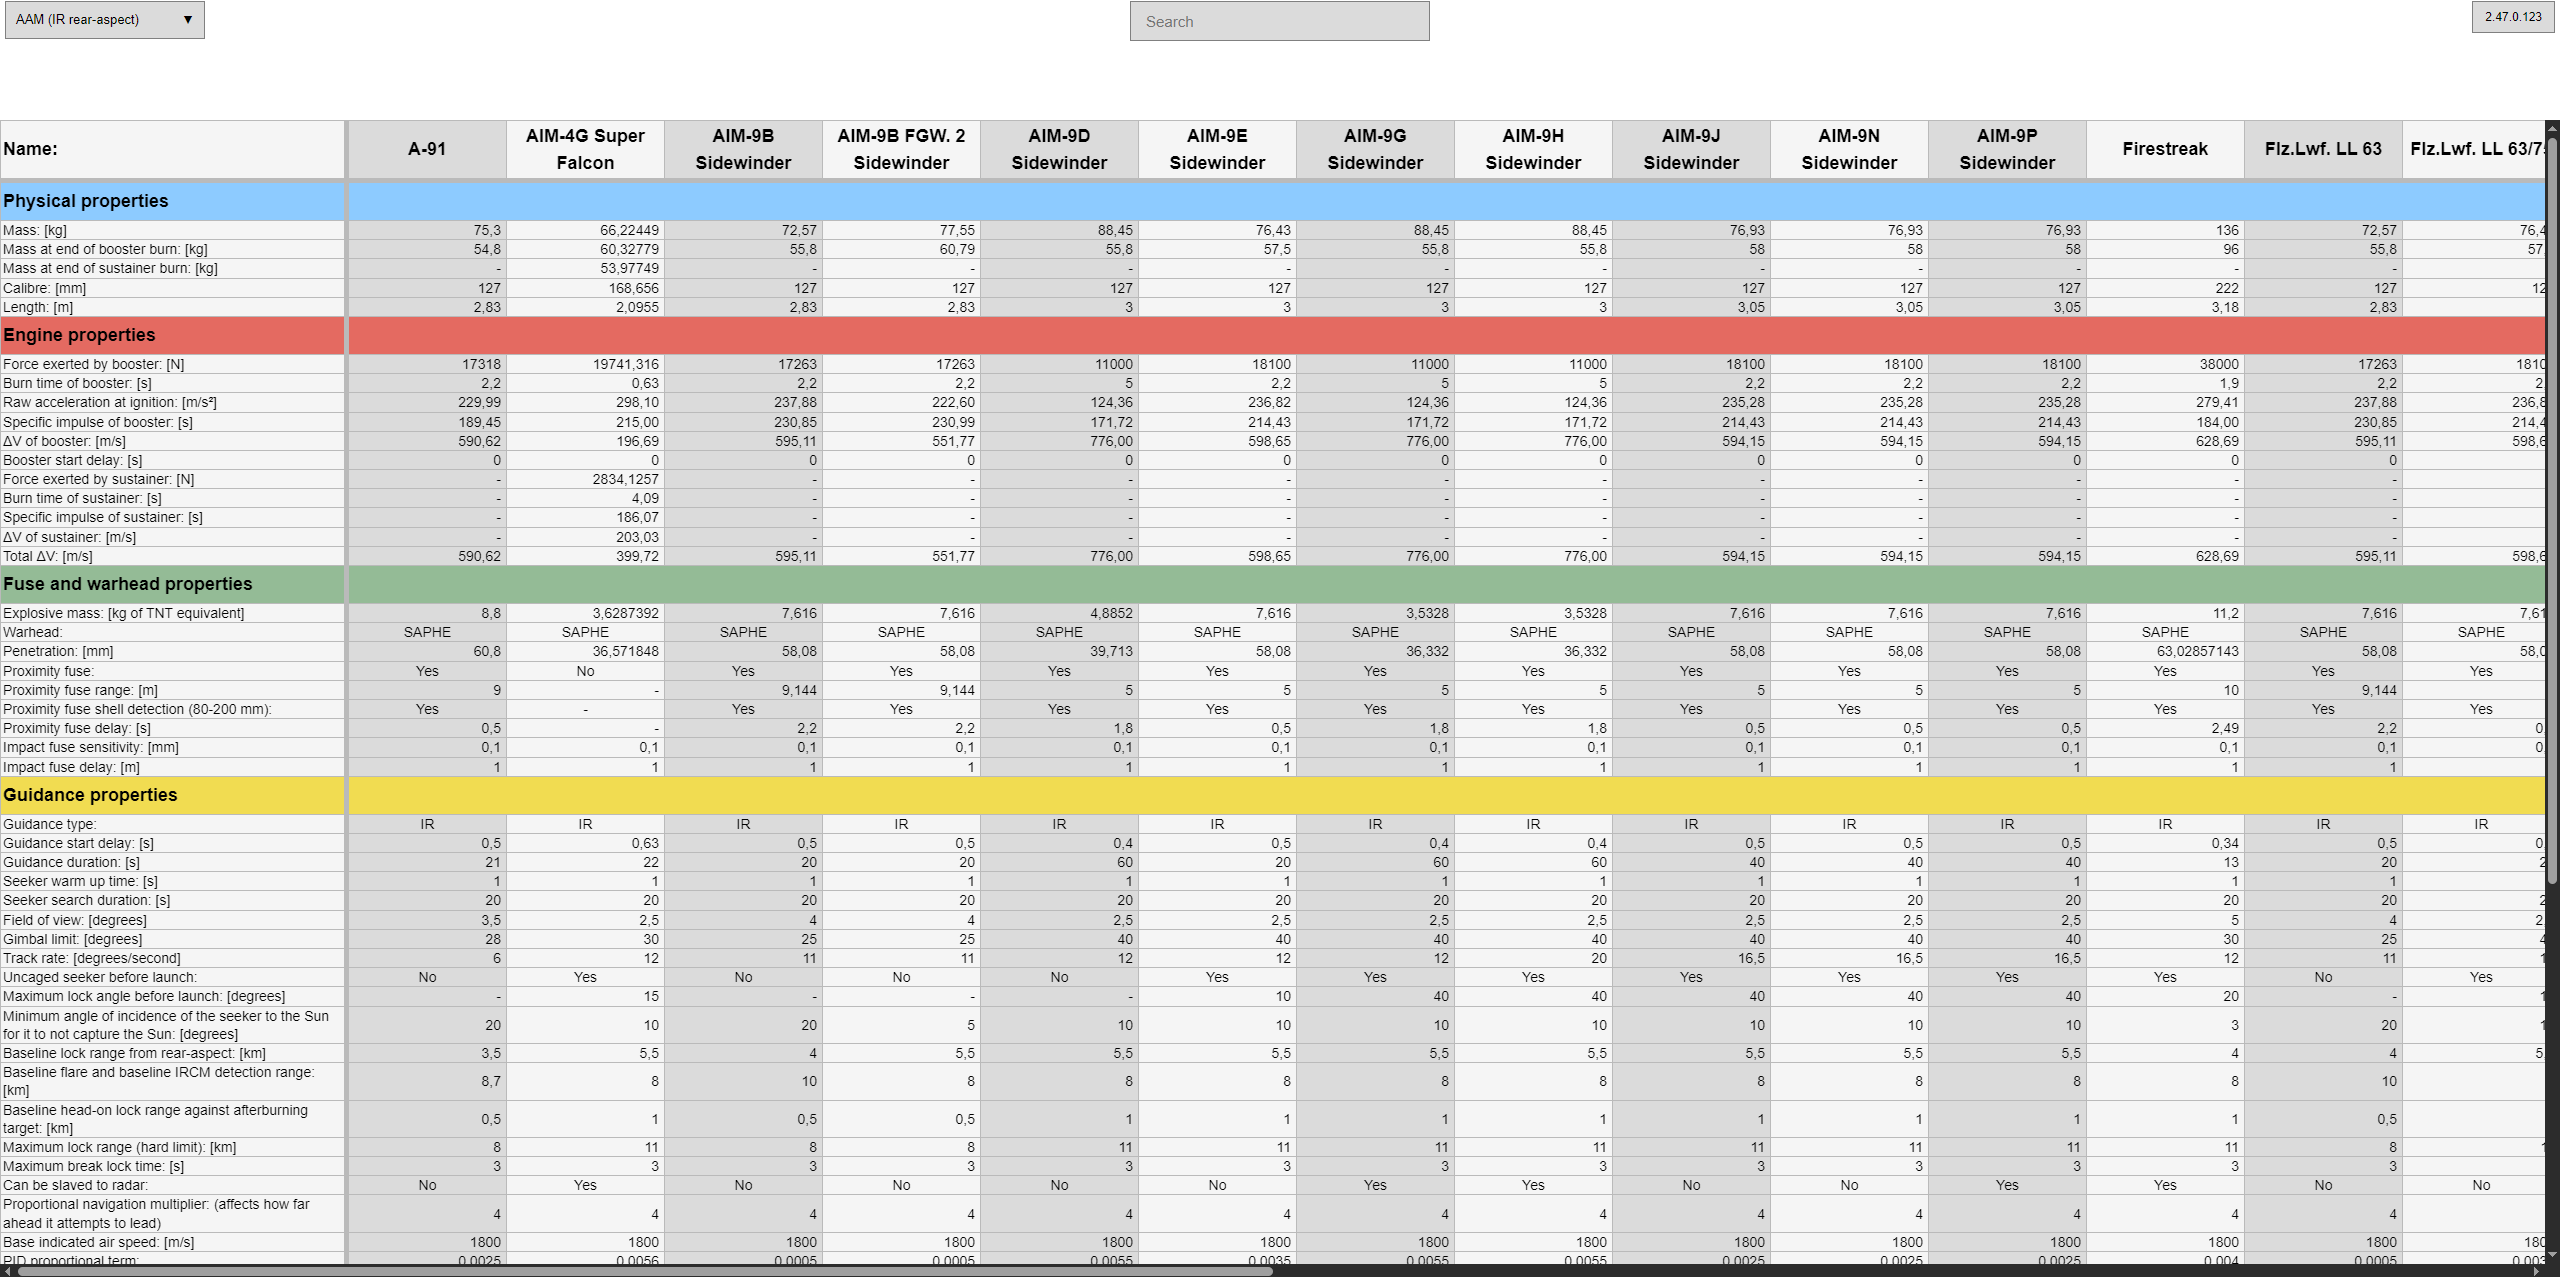 AAM (IR rear-aspect) ▼ Search 2.47.0.123
Name: A-91 AIM-4G Super Falcon AIM-9B Sidewinder AIM-9B FGW. 2 Sidewinder AIM-9D Sidewinder AIM-9E Sidewinder AIM-9G Sidewinder AIM-9H Sidewinder AIM-9J Sidewinder AIM-9N Sidewinder AIM-9P Sidewinder Firestreak Flz.Lwf. LL 63 Flz.Lwf. LL 63/7
Physical properties
Mass: [kg] 75,3 66,22449 72,57 77,55 88,45 76,43 88,45 88,45 76,93 76,93 76,93 136 72,57 76,4
Mass at end of booster burn: [kg] 54,8 60,32779 55,8 60,79 55,8 57,5 55,8 55,8 58 58 58 96 55,8 57,
Mass at end of sustainer burn: [kg] - 53,97749 - - - - - - - - - - -
Calibre: [mm] 127 168,656 127 127 127 127 127 127 127 127 127 222 127 12
Length: [m] 2,83 2,0955 2,83 2,83 3 3 3 3 3,05 3,05 3,05 3,18 2,83
Engine properties
Force exerted by booster: [N] 17318 19741,316 17263 17263 11000 18100 11000 11000 18100 18100 18100 38000 17263 1810
Burn time of booster: [s] 2,2 0,63 2,2 2,2 5 2,2 5 5 2,2 2,2 2,2 1,9 2,2 2,
Raw acceleration at ignition: [m/s²] 229,99 298,10 237,88 222,60 124,36 236,82 124,36 124,36 235,28 235,28 235,28 279,41 237,88 236,8
Specific impulse of booster: [s] 189,45 215,00 230,85 230,99 171,72 214,43 171,72 171,72 214,43 214,43 214,43 184,00 230,85 214,4
ΔV of booster: [m/s] 590,62 196,69 595,11 551,77 776,00 598,65 776,00 776,00 594,15 594,15 594,15 628,69 595,11 598,6
Booster start delay: [s] 0 0 0 0 0 0 0 0 0 0 0 0 0
Force exerted by sustainer: [N] - 2834,1257 - - - - - - - - - - -
Burn time of sustainer: [s] - 4,09 - - - - - - - - - - -
Specific impulse of sustainer: [s] - 186,07 - - - - - - - - - - -
ΔV of sustainer: [m/s] - 203,03 - - - - - - - - - - -
Total ΔV: [m/s] 590,62 399,72 595,11 551,77 776,00 598,65 776,00 776,00 594,15 594,15 594,15 628,69 595,11 598,6
Fuse and warhead properties
Explosive mass: [kg of TNT equivalent] 8,8 3,6287392 7,616 7,616 4,8852 7,616 3,5328 3,5328 7,616 7,616 7,616 11,2 7,616 7,61
Warhead: SAPHE SAPHE SAPHE SAPHE SAPHE SAPHE SAPHE SAPHE SAPHE SAPHE SAPHE SAPHE SAPHE SAPHE
Penetration: [mm] 60,8 36,571848 58,08 58,08 39,713 58,08 36,332 36,332 58,08 58,08 58,08 63,02857143 58,08 58,0
Proximity fuse: Yes No Yes Yes Yes Yes Yes Yes Yes Yes Yes Yes Yes Yes
Proximity fuse range: [m] 9 - 9,144 9,144 5 5 5 5 5 5 5 10 9,144
Proximity fuse shell detection (80-200 mm): Yes - Yes Yes Yes Yes Yes Yes Yes Yes Yes Yes Yes Yes
Proximity fuse delay: [s] 0,5 - 2,2 2,2 1,8 0,5 1,8 1,8 0,5 0,5 0,5 2,49 2,2 0,
Impact fuse sensitivity: [mm] 0,1 0,1 0,1 0,1 0,1 0,1 0,1 0,1 0,1 0,1 0,1 0,1 0,1 0,
Impact fuse delay: [m] 1 1 1 1 1 1 1 1 1 1 1 1 1
Guidance properties
Guidance type: IR IR IR IR IR IR IR IR IR IR IR IR IR IR
Guidance start delay: [s] 0,5 0,63 0,5 0,5 0,4 0,5 0,4 0,4 0,5 0,5 0,5 0,34 0,5 0,
Guidance duration: [s] 21 22 20 20 60 20 60 60 40 40 40 13 20 2
Seeker warm up time: [s] 1 1 1 1 1 1 1 1 1 1 1 1 1
Seeker search duration: [s] 20 20 20 20 20 20 20 20 20 20 20 20 20 2
Field of view: [degrees] 3,5 2,5 4 4 2,5 2,5 2,5 2,5 2,5 2,5 2,5 5 4 2,
Gimbal limit: [degrees] 28 30 25 25 40 40 40 40 40 40 40 30 25 4
Track rate: [degrees/second] 6 12 11 11 12 12 12 20 16,5 16,5 16,5 12 11 1
Uncaged seeker before launch: No Yes No No No Yes Yes Yes Yes Yes Yes Yes No Yes
Maximum lock angle before launch: [degrees] - 15 - - - 10 40 40 40 40 40 20 - 1
Minimum angle of incidence of the seeker to the Sun
for it to not capture the Sun: [degrees] 20 10 20 5 10 10 10 10 10 10 10 3 20 1
Baseline lock range from rear-aspect: [km] 3,5 5,5 4 5,5 5,5 5,5 5,5 5,5 5,5 5,5 5,5 4 4 5,
Baseline flare and baseline IRCM detection range:
[km] 8,7 8 10 8 8 8 8 8 8 8 8 8 10
Baseline head-on lock range against afterburning
target: [km] 0,5 1 0,5 0,5 1 1 1 1 1 1 1 1 0,5
Maximum lock range (hard limit): [km] 8 11 8 8 11 11 11 11 11 11 11 11 8 1
Maximum break lock time: [s] 3 3 3 3 3 3 3 3 3 3 3 3 3
Can be slaved to radar: No Yes No No No No Yes Yes No No Yes Yes No No
Proportional navigation multiplier: (affects how far
ahead it attempts to lead) 4 4 4 4 4 4 4 4 4 4 4 4 4
Base indicated air speed: [m/s] 1800 1800 1800 1800 1800 1800 1800 1800 1800 1800 1800 1800 1800 180
PID proportional term: 0,0025 0,0056 0,0005 0,0005 0,0055 0,0035 0,0055 0,0055 0,0025 0,0025 0,0025 0,004 0,0005 0,003